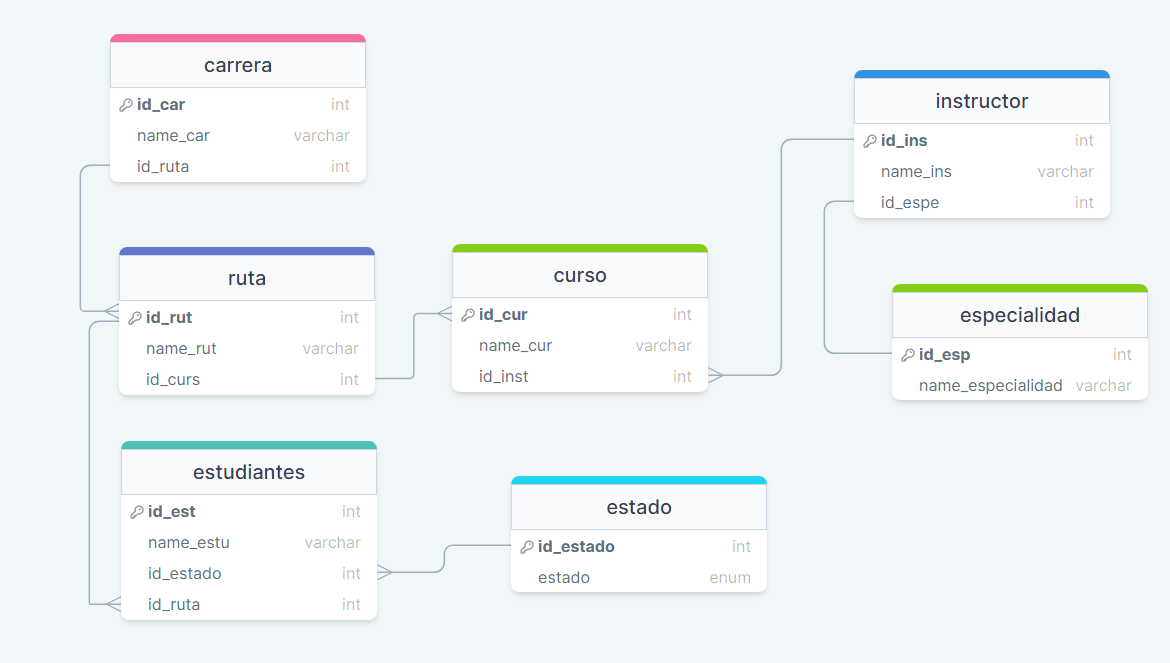 carrera
id_car int
name_car varchar
id_ruta int
instructor
id_ins int
name_ins varchar
id_espe int
ruta
id_rut int
name_rut varchar
id_curs int
curso
id_cur int
name_cur varchar
id_inst int
especialidad
id_esp int
name_especialidad varchar
estudiantes
id_est int
name_estu varchar
id_estado int
id_ruta int
estado
id_estado int
estado enum